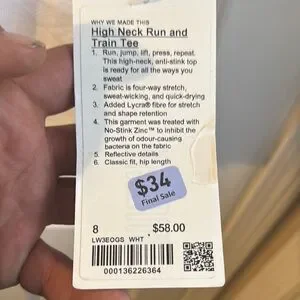 WHY WE MADE THIS
High Neck Run and
Train Tee
1. Run, jump, lift, press, repeat.
This high-neck, anti-stink top
is ready for all the ways you
sweat
2. Fabric is four-way stretch,
sweat-wicking, and quick-drying
3. Added Lycra® fibre for stretch
and shape retention
4. This garment was treated with
No-Stink Zinc™ to inhibit the
growth of odour-causing
bacteria on the fabric
5. Reflective details
6. Classic fit, hip length
$34
Final Sale
8 $58.00
LW3EOGS WHT
000136226364